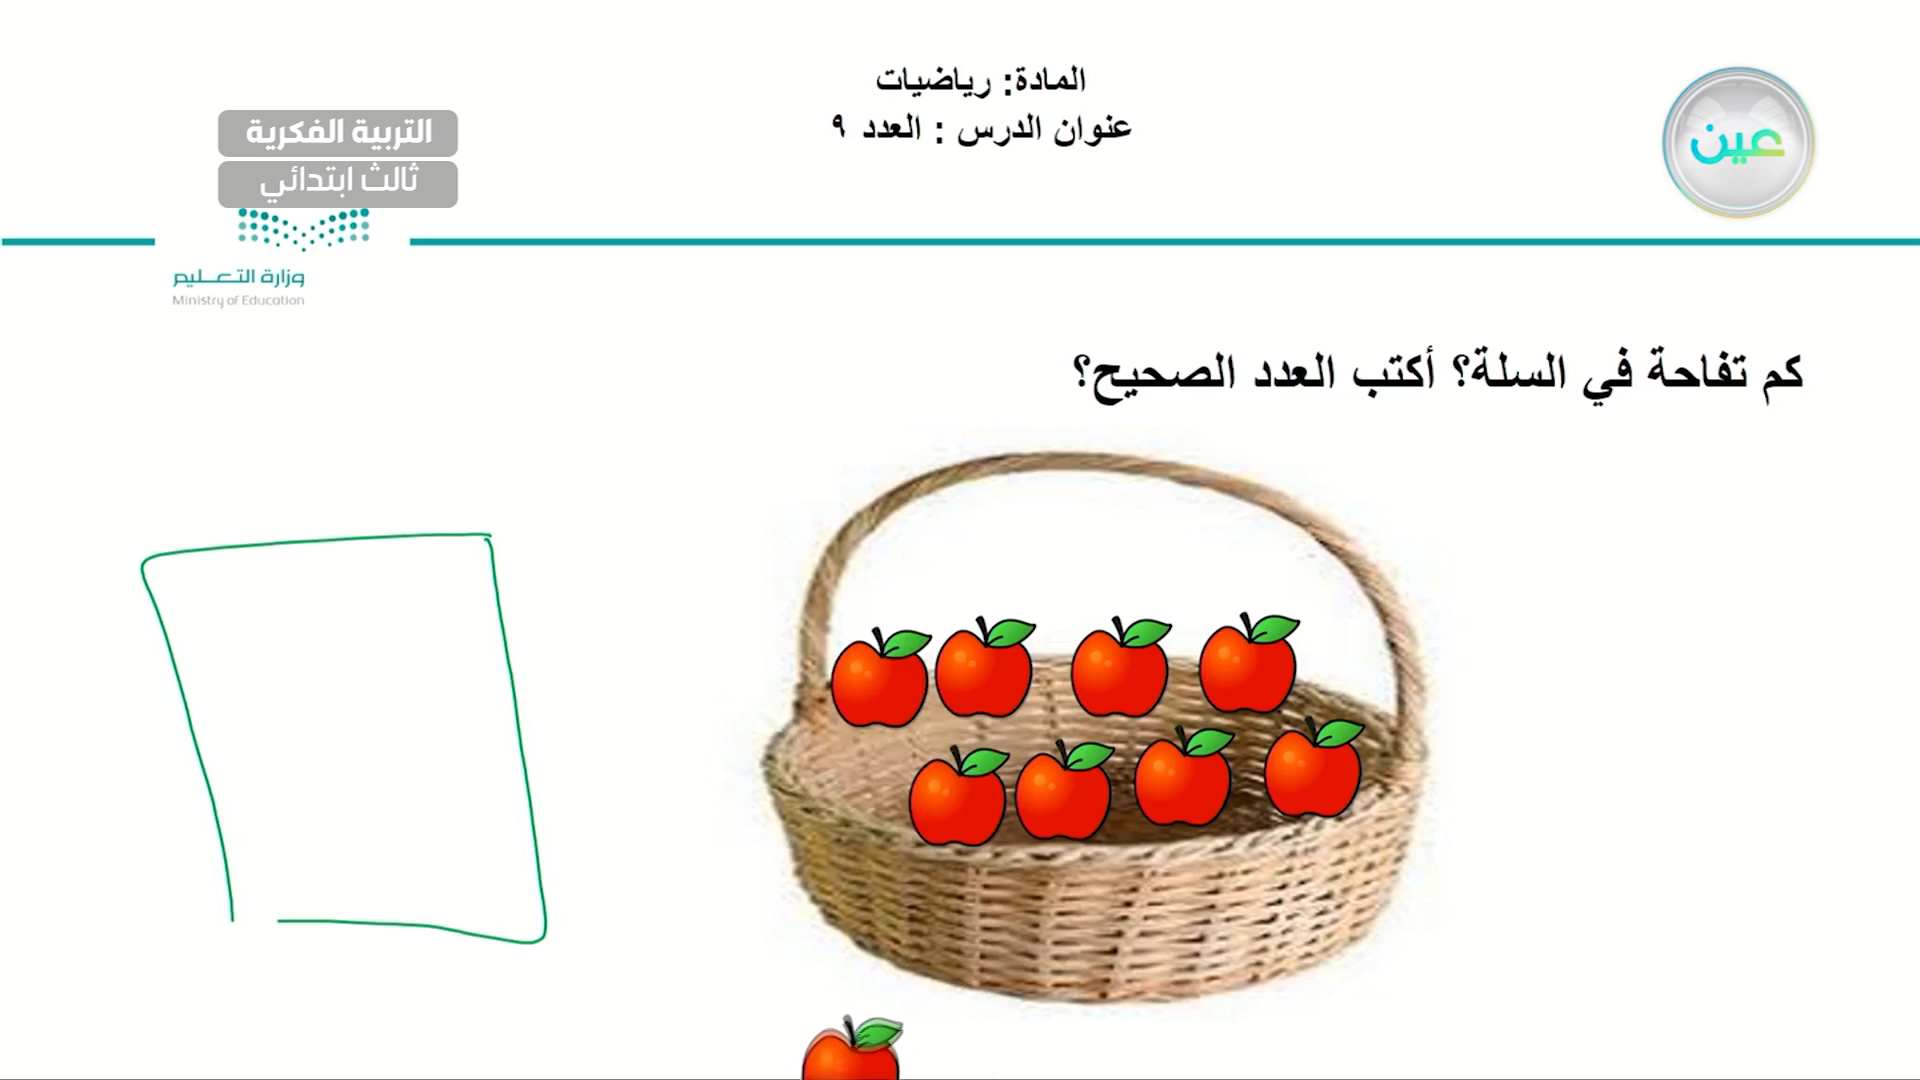 المادة: رياضيات
عنوان الدرس : العدد ٩
عين
التربية الفكرية
ثالث ابتدائي
وزارة التعليم
Ministry of Education
كم تفاحة في السلة؟ أكتب العدد الصحيح؟